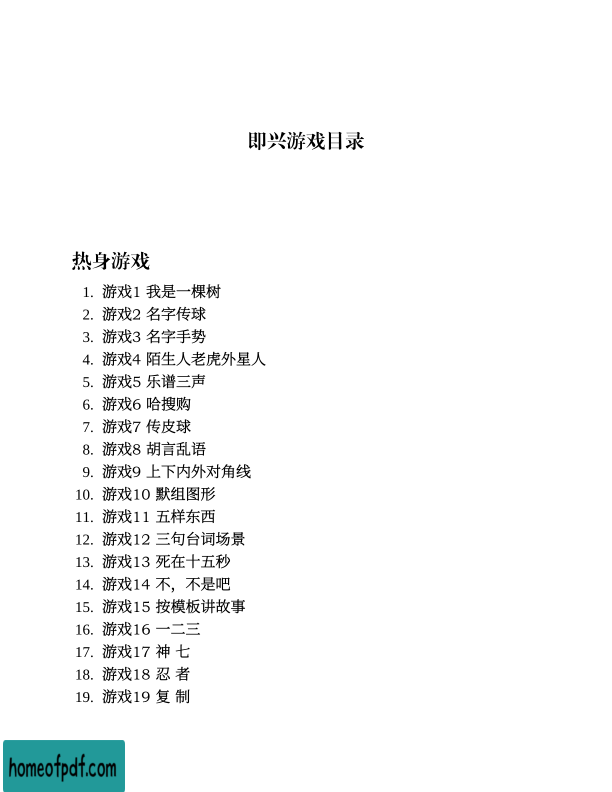 即兴游戏目录
热身游戏
1. 游戏1 我是一棵树
2. 游戏2 名字传球
3. 游戏3 名字手势
4. 游戏4 陌生人老虎外星人
5. 游戏5 乐谱三声
6. 游戏6 哈搜购
7. 游戏7 传皮球
8. 游戏8 胡言乱语
9. 游戏9 上下内外对角线
10. 游戏10 默组图形
11. 游戏11 五样东西
12. 游戏12 三句台词场景
13. 游戏13 死在十五秒
14. 游戏14 不，不是吧
15. 游戏15 按模板讲故事
16. 游戏16 一二三
17. 游戏17 神 七
18. 游戏18 忍 者
19. 游戏19 复 制
homeofpdf.com